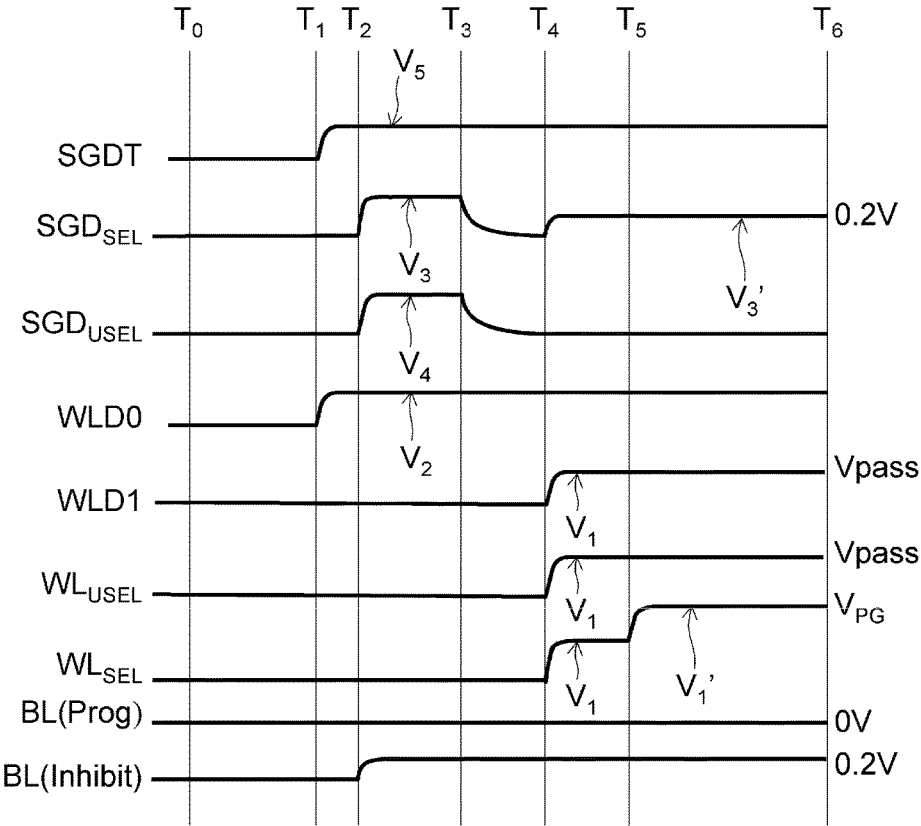 T0 T1 T2 T3 T4 T5 T6
V5
SGDT
SGDSEL 0.2V
V3 V3’
SGDUSEL
V4
WLD0
V2
WLD1 Vpass
V1
WLUSEL Vpass
V1
WLSEL VPG
V1 V1’
BL(Prog) 0V
BL(Inhibit) 0.2V